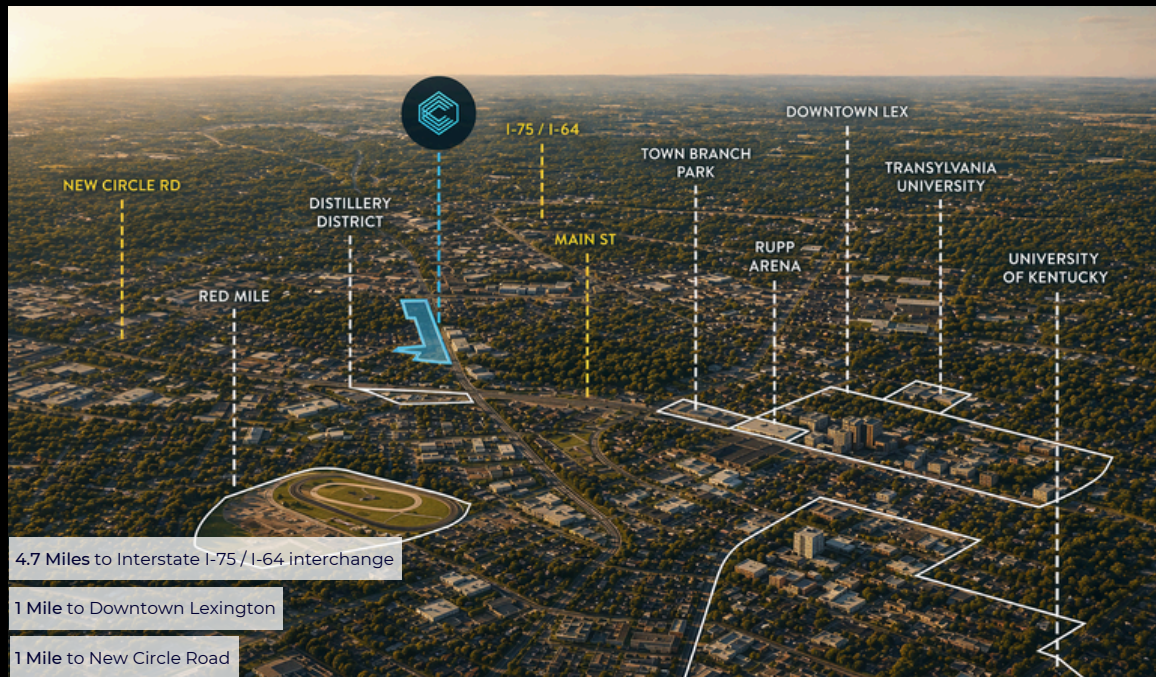 DOWNTOWN LEX
I-75 / I-64
TOWN BRANCH
PARK
TRANSYLVANIA
UNIVERSITY
NEW CIRCLE RD
DISTILLERY
DISTRICT
MAIN ST
RUPP
ARENA
UNIVERSITY
OF KENTUCKY
RED MILE
4.7 Miles to Interstate I-75 / I-64 interchange
1 Mile to Downtown Lexington
1 Mile to New Circle Road